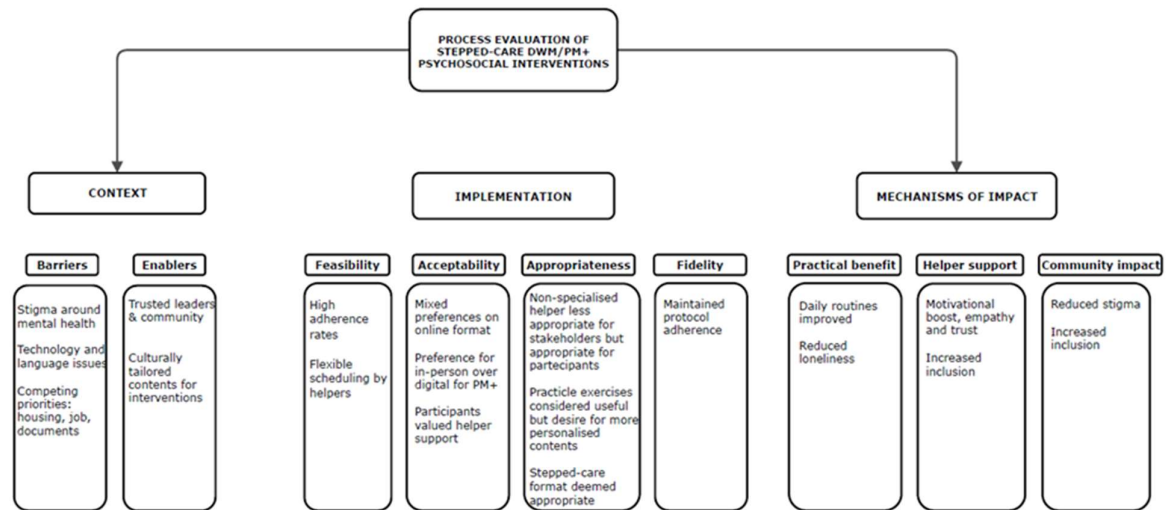 PROCESS EVALUATION OF
STEPPED-CARE DWM/PM+
PSYCHOSOCIAL INTERVENTIONS
CONTEXT
IMPLEMENTATION
MECHANISMS OF IMPACT
Barriers
Stigma around
mental health
Technology and
language issues
Competing
priorities:
housing, job,
documents
Enablers
Trusted leaders
& community
Culturally
tailored
contents for
interventions
Feasibility
High
adherence
rates
Flexible
scheduling by
helpers
Acceptability
Mixed
preferences on
online format
Preference for
in-person over
digital for PM+
Participants
valued helper
support
Appropriateness
Non-specialised
helper less
appropriate for
stakeholders but
appropriate for
partecipants
Practicle exercises
considered useful
but desire for more
personalised
contents
Stepped-care
format deemed
appropriate
Fidelity
Maintained
protocol
adherence
Practical benefit
Daily routines
improved
Reduced
loneliness
Helper support
Motivational
boost, empathy
and trust
Increased
inclusion
Community impact
Reduced stigma
Increased
inclusion